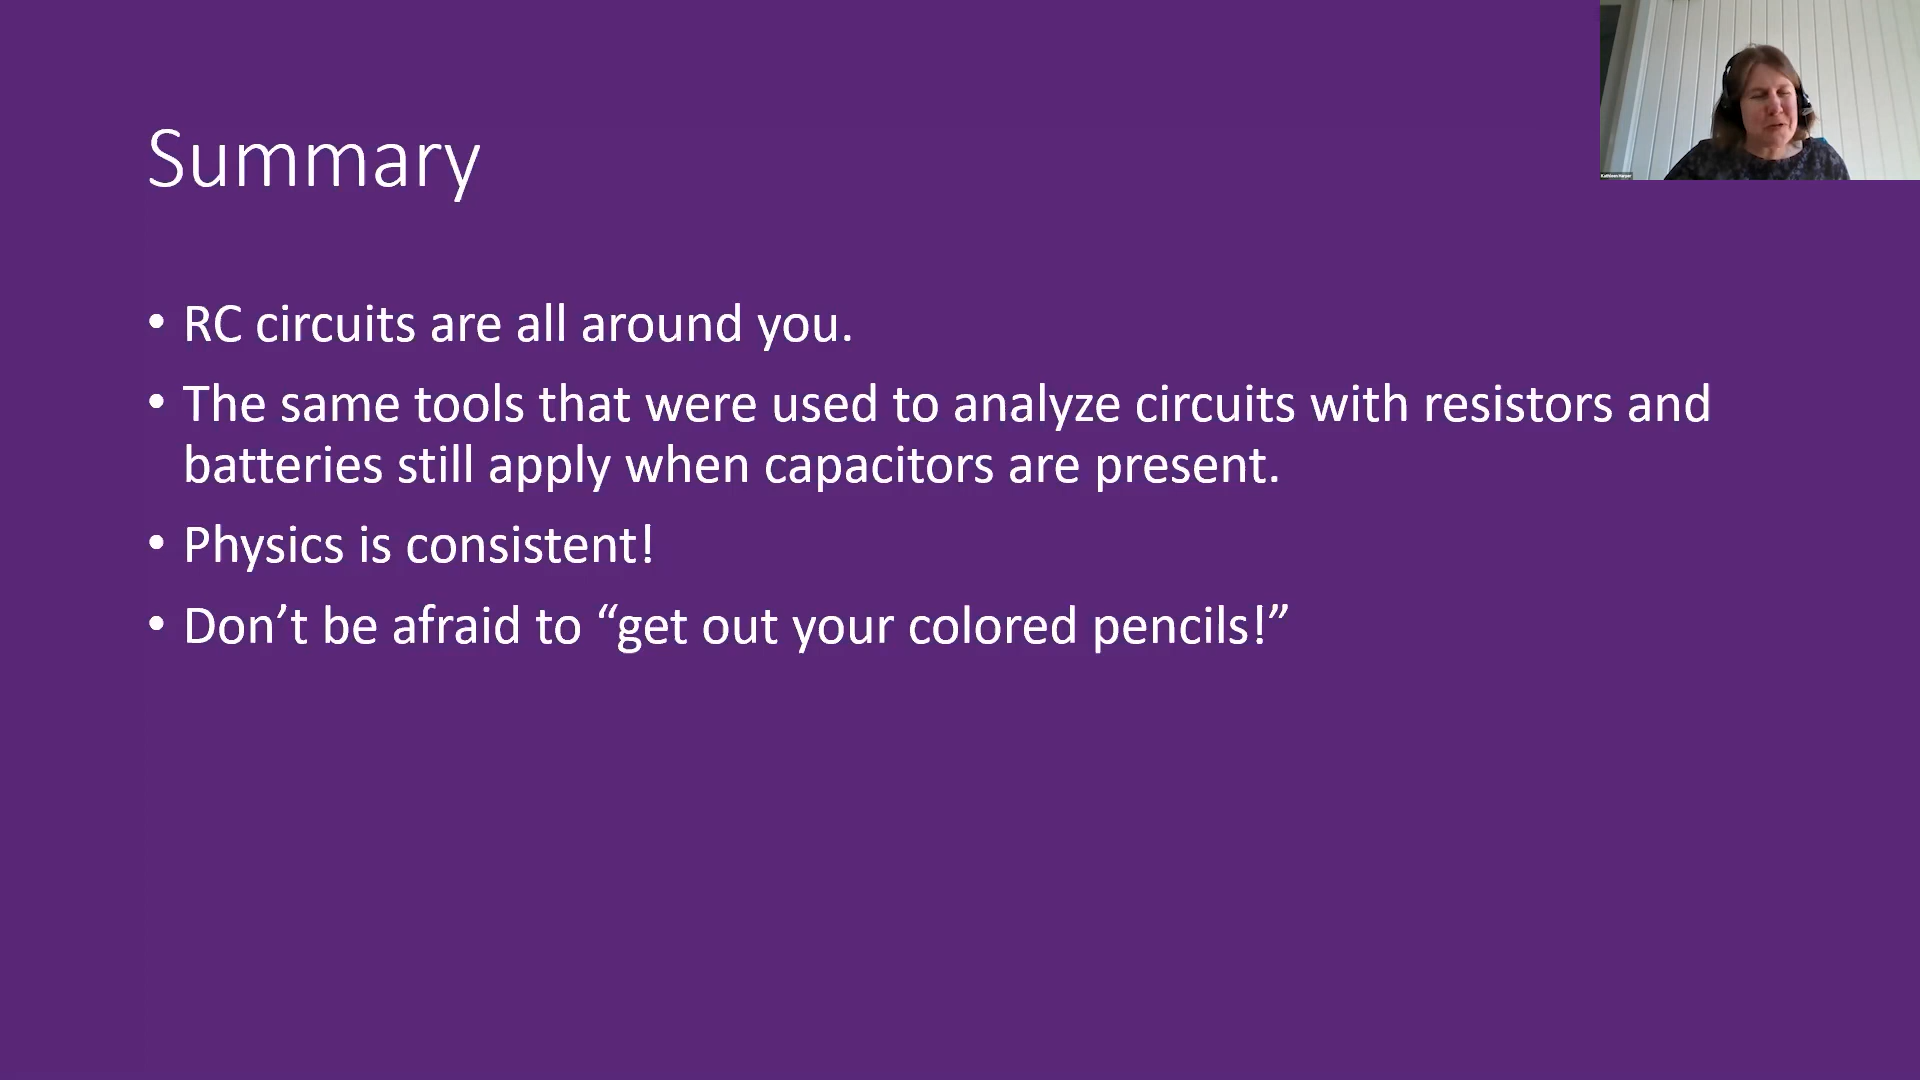 Summary
• RC circuits are all around you.
• The same tools that were used to analyze circuits with resistors and
batteries still apply when capacitors are present.
• Physics is consistent!
• Don’t be afraid to “get out your colored pencils!”
Kathleen Harper